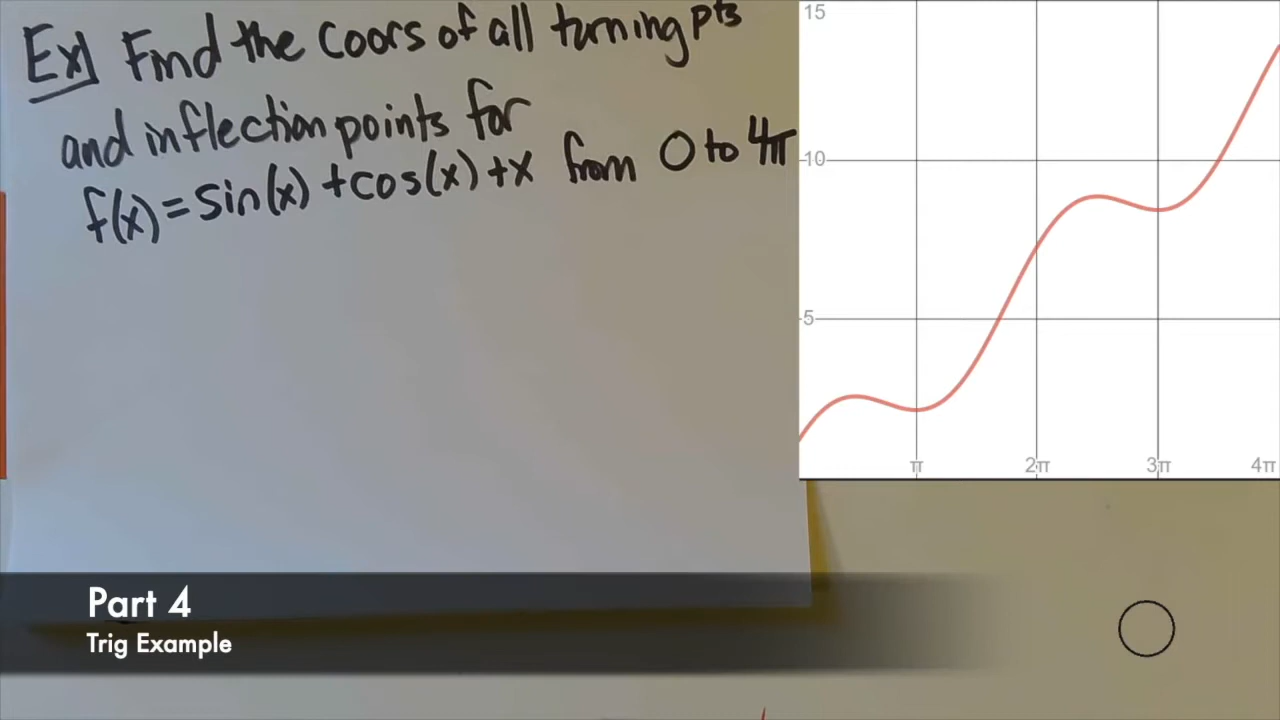 Ex] Find the coors of all turning pts
and inflection points for
f(x) = sin(x) + cos(x) + x from 0 to 4π
15
10
5
π 2π 3π 4π
Part 4
Trig Example